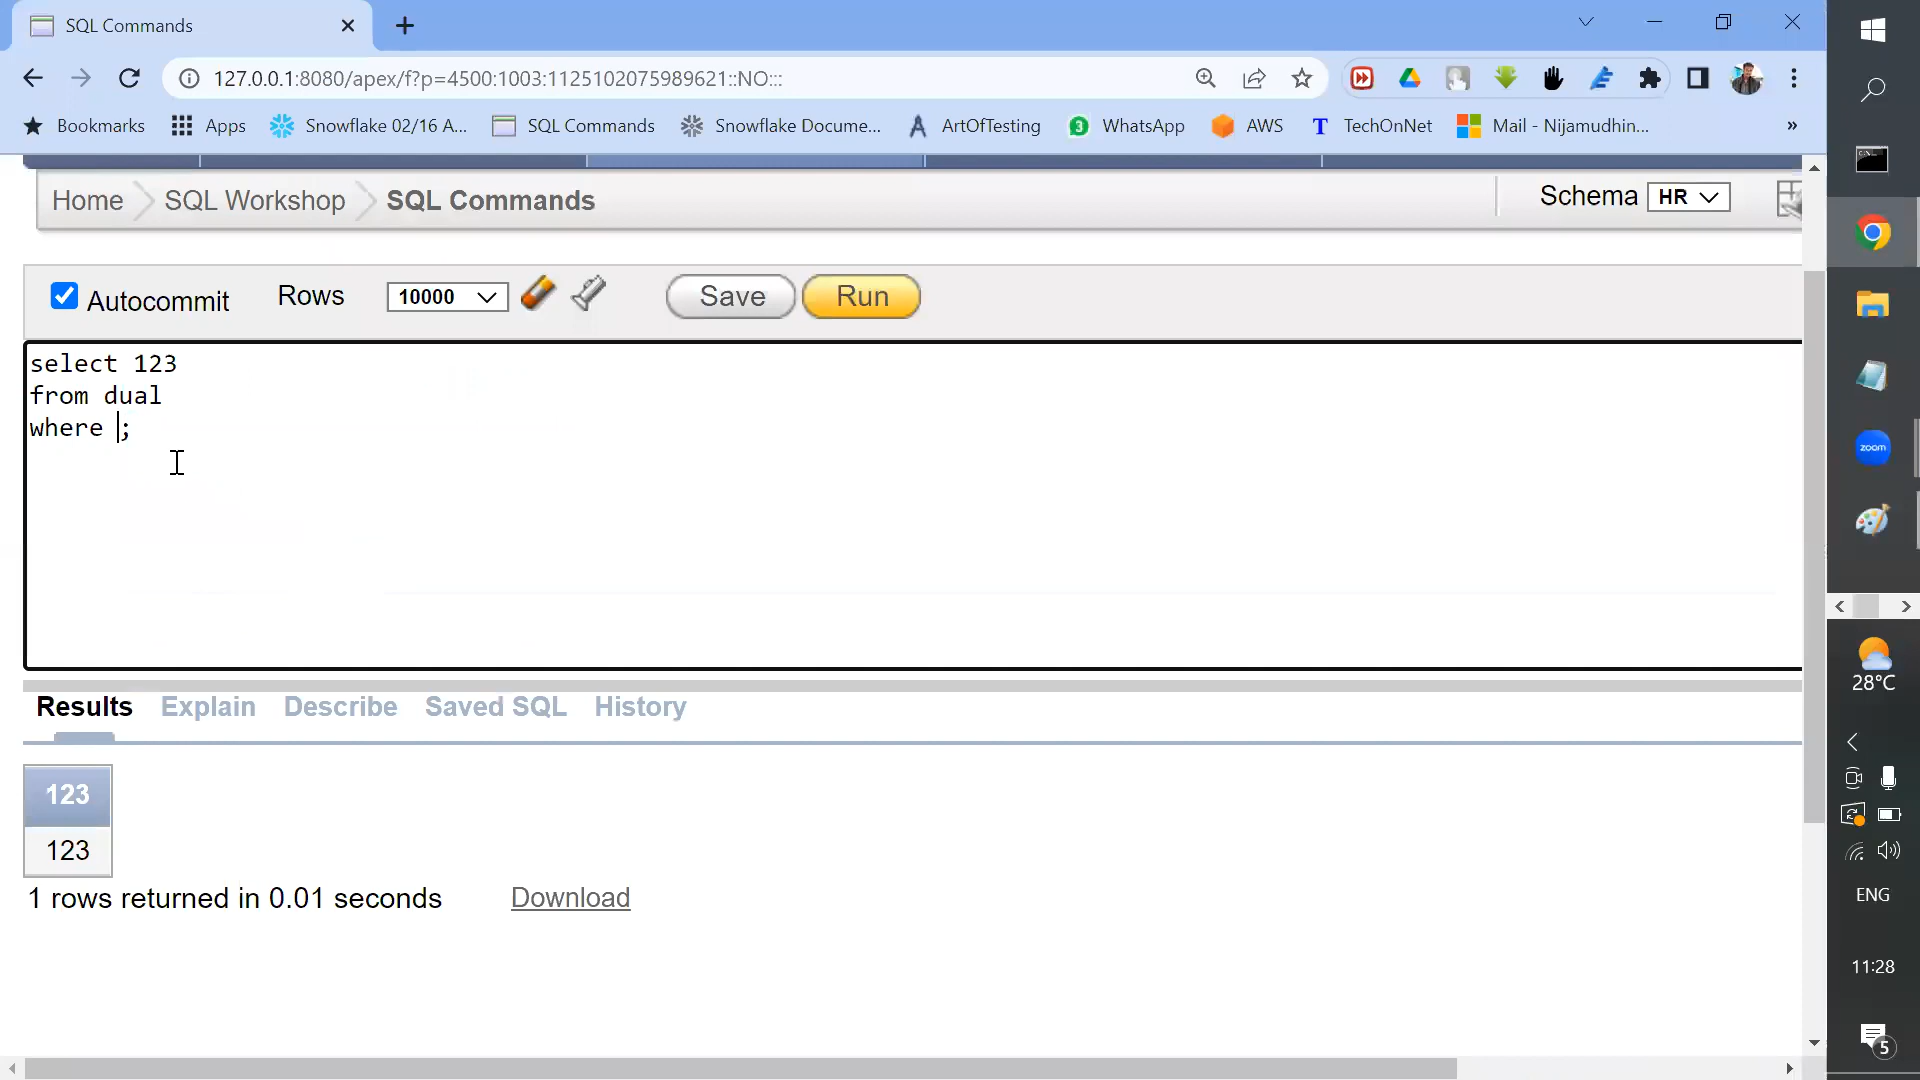 SQL Commands
127.0.0.1:8080/apex/f?p=4500:1003:1125102075989621::NO:::
Bookmarks Apps Snowflake 02/16 A... SQL Commands Snowflake Docume... ArtOfTesting 3 WhatsApp AWS T TechOnNet Mail - Nijamudhin... »
Home SQL Workshop SQL Commands Schema HR
Autocommit Rows 10000 Save Run
select 123
from dual
where ;
Results Explain Describe Saved SQL History
123
123
1 rows returned in 0.01 seconds Download
zoom
28°C
ENG
11:28
5